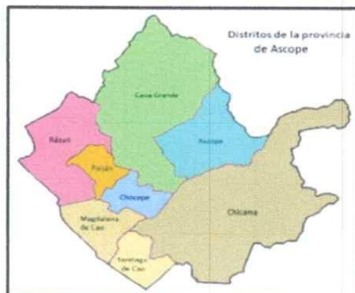 Distritos de la provincia
de Ascope
Casa Grande
Rázuri
Ascope
Paiján
Chocope
Chicama
Magdalena
de Cao
Santiago
de Cao